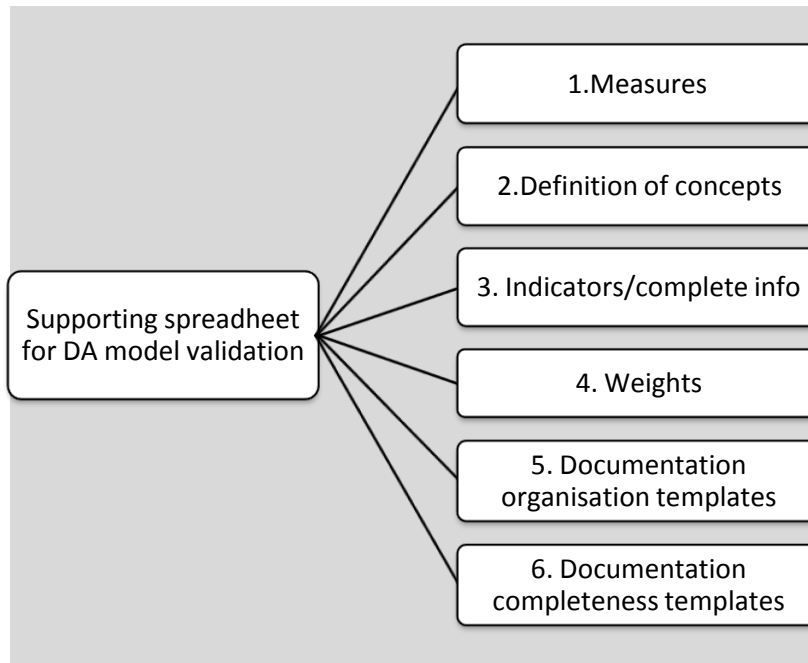 Supporting spreadheet
for DA model validation
1.Measures
2.Definition of concepts
3. Indicators/complete info
4. Weights
5. Documentation
organisation templates
6. Documentation
completeness templates